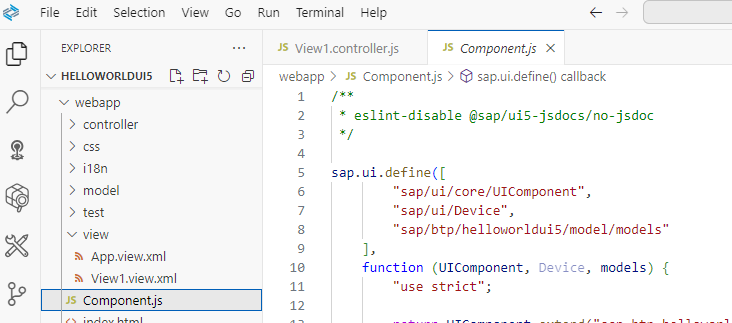 File Edit Selection View Go Run Terminal Help
EXPLORER
HELLOWORLDUI5
webapp
controller
css
i18n
model
test
view
App.view.xml
View1.view.xml
JS Component.js
index.html
JS View1.controller.js JS Component.js
webapp > JS Component.js > sap.ui.define() callback
1 /**
2 * eslint-disable @sap/ui5-jsdocs/no-jsdoc
3 */
4
5 sap.ui.define([
6 "sap/ui/core/UIComponent",
7 "sap/ui/Device",
8 "sap/btp/helloworldui5/model/models"
9 ],
10 function (UIComponent, Device, models) {
11 "use strict";
12